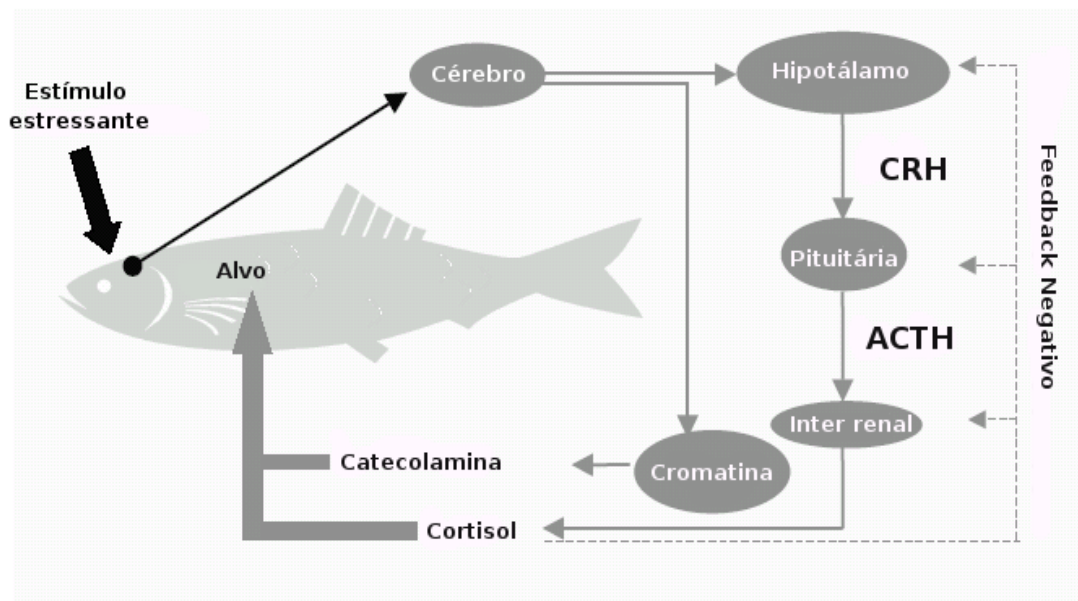 Estímulo
estressante
Cérebro
Hipotálamo
CRH
Pituitária
ACTH
Inter renal
Feedback Negativo
Alvo
Catecolamina
Cromatina
Cortisol